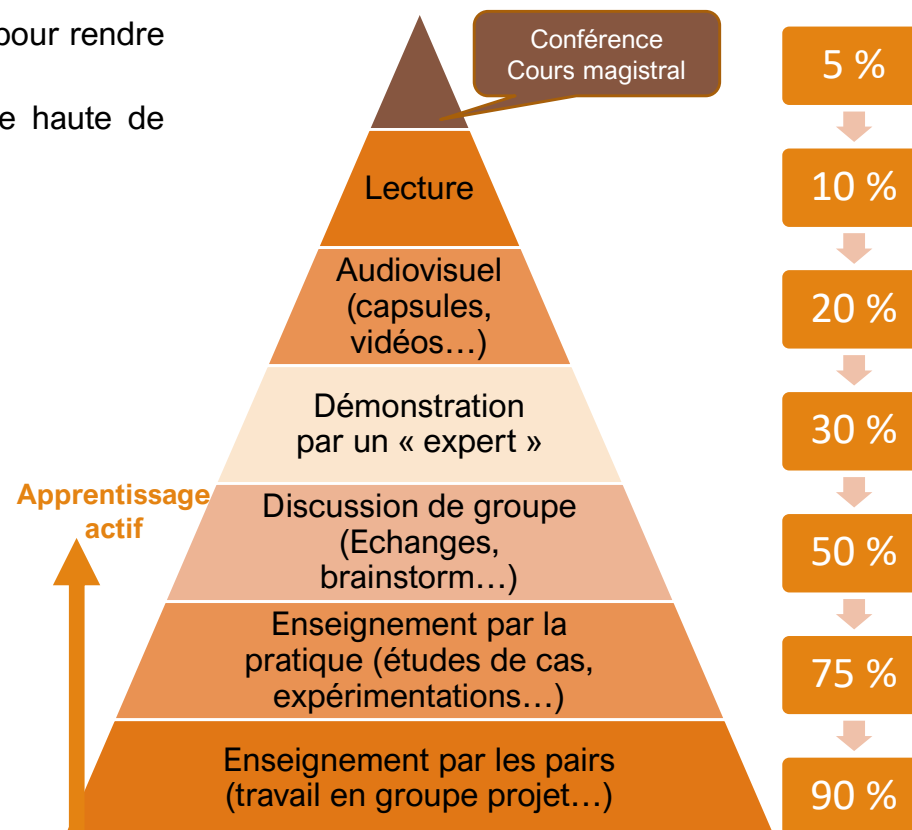 pour rendre
e haute de
Conférence
Cours magistral
5 %
Lecture
10 %
Audiovisuel
(capsules,
vidéos…)
20 %
Démonstration
par un « expert »
30 %
Apprentissage
actif
Discussion de groupe
(Echanges,
brainstorm…)
50 %
Enseignement par la
pratique (études de cas,
expérimentations…)
75 %
Enseignement par les pairs
(travail en groupe projet…)
90 %